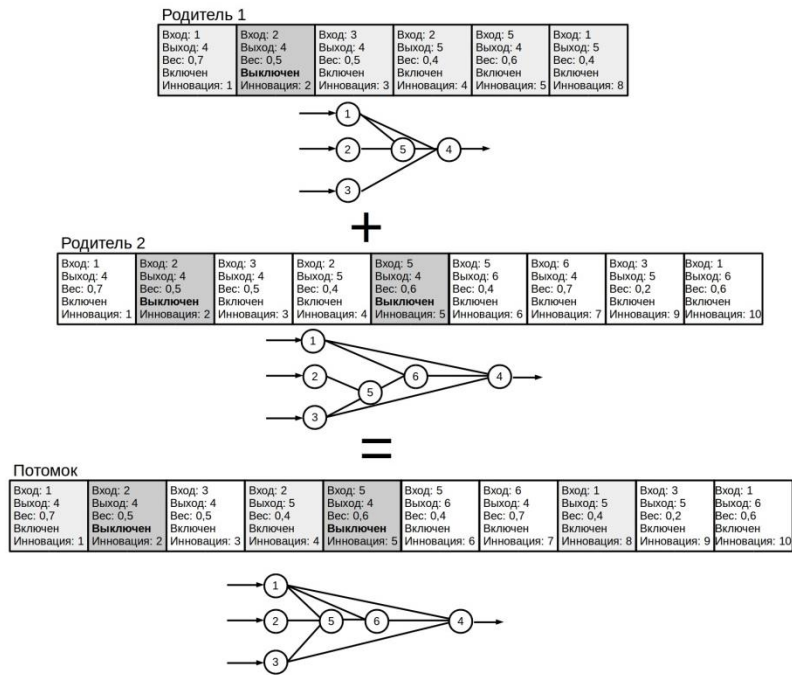 Родитель 1
Вход: 1
Выход: 4
Вес: 0,7
Включен
Инновация: 1
Вход: 2
Выход: 4
Вес: 0,5
Выключен
Инновация: 2
Вход: 3
Выход: 4
Вес: 0,5
Включен
Инновация: 3
Вход: 2
Выход: 5
Вес: 0,4
Включен
Инновация: 4
Вход: 5
Выход: 4
Вес: 0,6
Включен
Инновация: 5
Вход: 1
Выход: 5
Вес: 0,4
Включен
Инновация: 8
1
2
5
4
3
+
Родитель 2
Вход: 1
Выход: 4
Вес: 0,7
Включен
Инновация: 1
Вход: 2
Выход: 4
Вес: 0,5
Выключен
Инновация: 2
Вход: 3
Выход: 4
Вес: 0,5
Включен
Инновация: 3
Вход: 2
Выход: 5
Вес: 0,4
Включен
Инновация: 4
Вход: 5
Выход: 4
Вес: 0,6
Выключен
Инновация: 5
Вход: 5
Выход: 6
Вес: 0,4
Включен
Инновация: 6
Вход: 6
Выход: 4
Вес: 0,7
Включен
Инновация: 7
Вход: 3
Выход: 5
Вес: 0,2
Включен
Инновация: 9
Вход: 1
Выход: 6
Вес: 0,6
Включен
Инновация: 10
1
2
6
4
5
3
=
Потомок
Вход: 1
Выход: 4
Вес: 0,7
Включен
Инновация: 1
Вход: 2
Выход: 4
Вес: 0,5
Выключен
Инновация: 2
Вход: 3
Выход: 4
Вес: 0,5
Включен
Инновация: 3
Вход: 2
Выход: 5
Вес: 0,4
Включен
Инновация: 4
Вход: 5
Выход: 4
Вес: 0,6
Выключен
Инновация: 5
Вход: 5
Выход: 6
Вес: 0,4
Включен
Инновация: 6
Вход: 6
Выход: 4
Вес: 0,7
Включен
Инновация: 7
Вход: 1
Выход: 5
Вес: 0,4
Включен
Инновация: 8
Вход: 3
Выход: 5
Вес: 0,2
Включен
Инновация: 9
Вход: 1
Выход: 6
Вес: 0,6
Включен
Инновация: 10
1
2
5
6
4
3